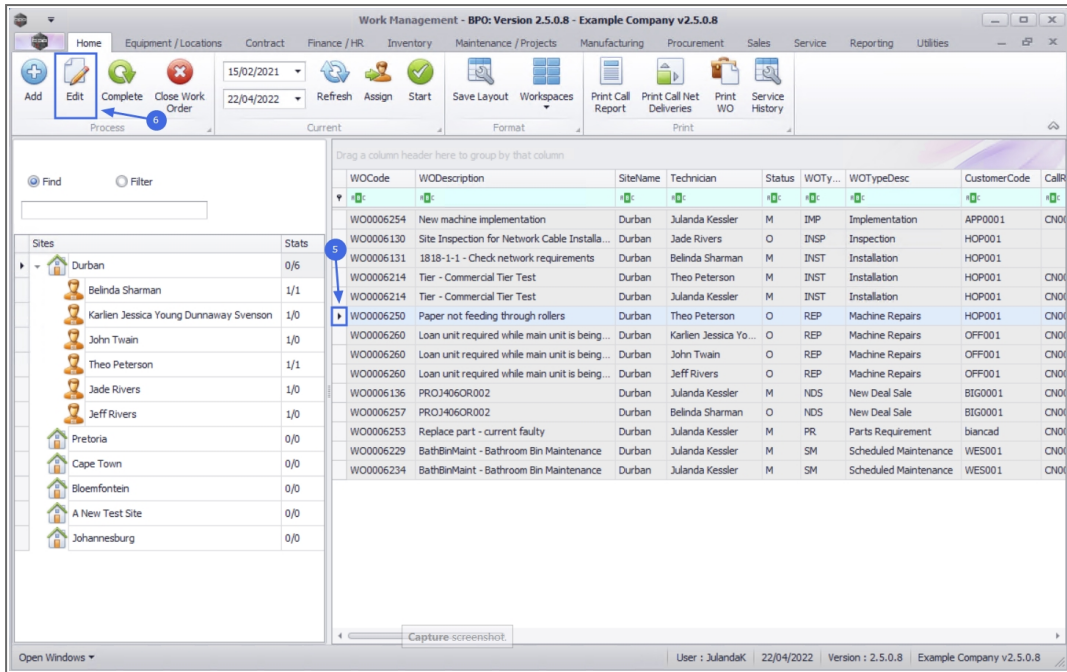 Work Management - BPO: Version 2.5.0.8 - Example Company v2.5.0.8
Home Equipment / Locations Contract Finance / HR Inventory Maintenance / Projects Manufacturing Procurement Sales Service Reporting Utilities
Add Edit Complete Close Work Order 15/02/2021 22/04/2022 Refresh Assign Start Save Layout Workspaces Print Call Report Print Call Net Deliveries Print WO Service History
6
Process Current Format Print
Drag a column header here to group by that column
Find Filter
WOCode WODescription SiteName Technician Status WOTy... WOTypeDesc CustomerCode CallR
Sites Stats
5
Durban 0/6
Belinda Sharman 1/1
Karlien Jessica Young Dunnaway Svenson 1/0
John Twain 1/0
Theo Peterson 1/1
Jade Rivers 1/0
Jeff Rivers 1/0
Pretoria 0/0
Cape Town 0/0
Bloemfontein 0/0
A New Test Site 0/0
Johannesburg 0/0
WO0006254 New machine implementation Durban Julanda Kessler M IMP Implementation APP0001 CN00
WO0006130 Site Inspection for Network Cable Installa... Durban Jade Rivers O INSP Inspection HOP001
WO0006131 1818-1-1 - Check network requirements Durban Belinda Sharman M INST Installation HOP001
WO0006214 Tier - Commercial Tier Test Durban Theo Peterson M INST Installation HOP001 CN00
WO0006214 Tier - Commercial Tier Test Durban Julanda Kessler M INST Installation HOP001 CN00
WO0006250 Paper not feeding through rollers Durban Theo Peterson O REP Machine Repairs HOP001 CN00
WO0006260 Loan unit required while main unit is being... Durban Karlien Jessica Yo... O REP Machine Repairs OFF001 CN00
WO0006260 Loan unit required while main unit is being... Durban John Twain O REP Machine Repairs OFF001 CN00
WO0006260 Loan unit required while main unit is being... Durban Jeff Rivers O REP Machine Repairs OFF001 CN00
WO0006136 PROJ406OR002 Durban Julanda Kessler M NDS New Deal Sale BIG0001 CN00
WO0006257 PROJ406OR002 Durban Belinda Sharman O NDS New Deal Sale BIG0001 CN00
WO0006253 Replace part - current faulty Durban Julanda Kessler M PR Parts Requirement biancad CN00
WO0006229 BathBinMaint - Bathroom Bin Maintenance Durban Julanda Kessler M SM Scheduled Maintenance WES001 CN00
WO0006234 BathBinMaint - Bathroom Bin Maintenance Durban Julanda Kessler M SM Scheduled Maintenance WES001 CN00
Capture screenshot.
Open Windows User : JulandaK 22/04/2022 Version : 2.5.0.8 Example Company v2.5.0.8